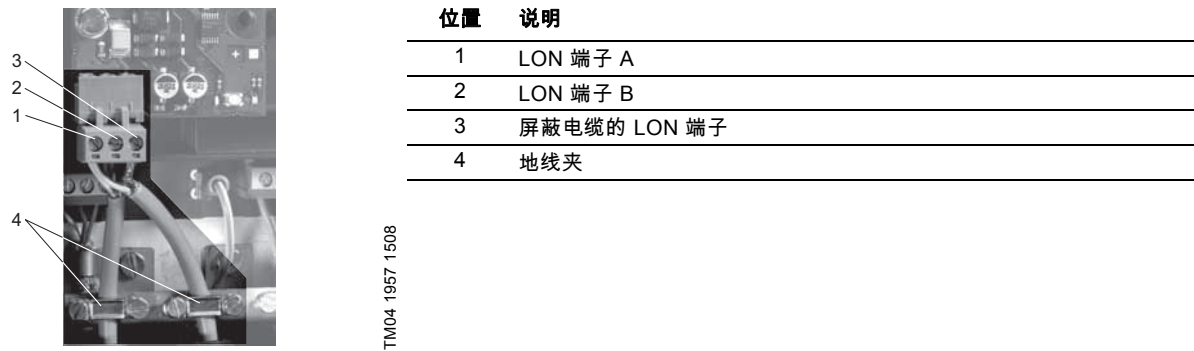 3
2
1
4
4
TM04 1957 1508
位置 说明
1 LON 端子 A
2 LON 端子 B
3 屏蔽电缆的 LON 端子
4 地线夹